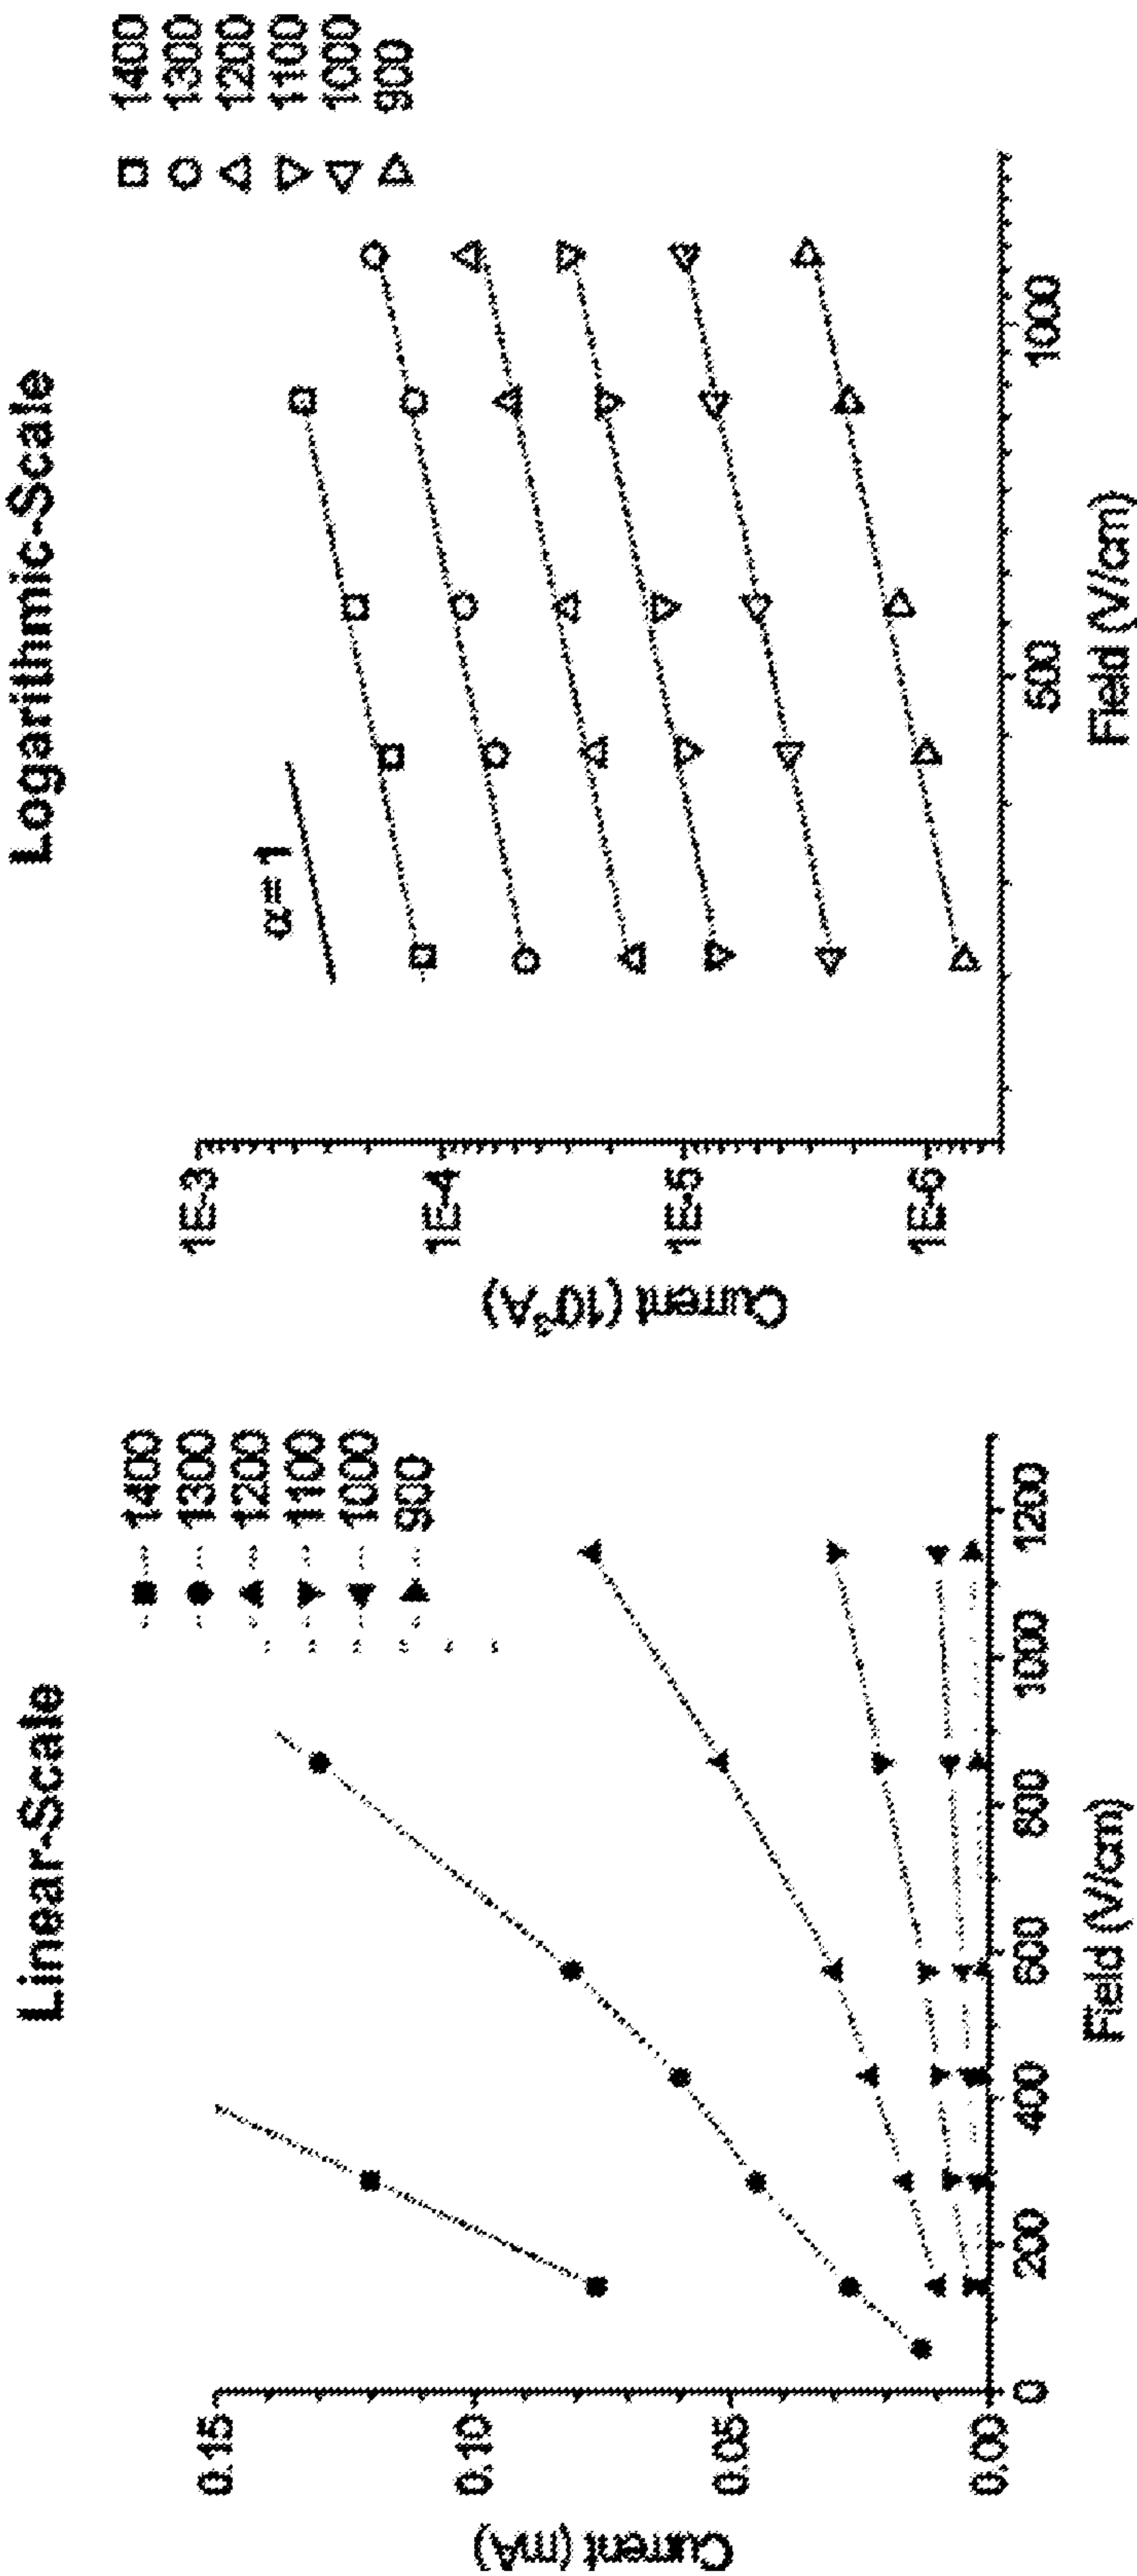 Linear-Scale
0.15
0.10
0.05
0.00
Current (mA)
0
200
400
600
800
1000
1200
Field (V/cm)
1400
1300
1200
1100
1000
900
Logarithmic-Scale
1E-3
1E-4
1E-5
1E-6
Current (10³A)
α=1
500
1000
Field (V/cm)
1400
1300
1200
1100
1000
900